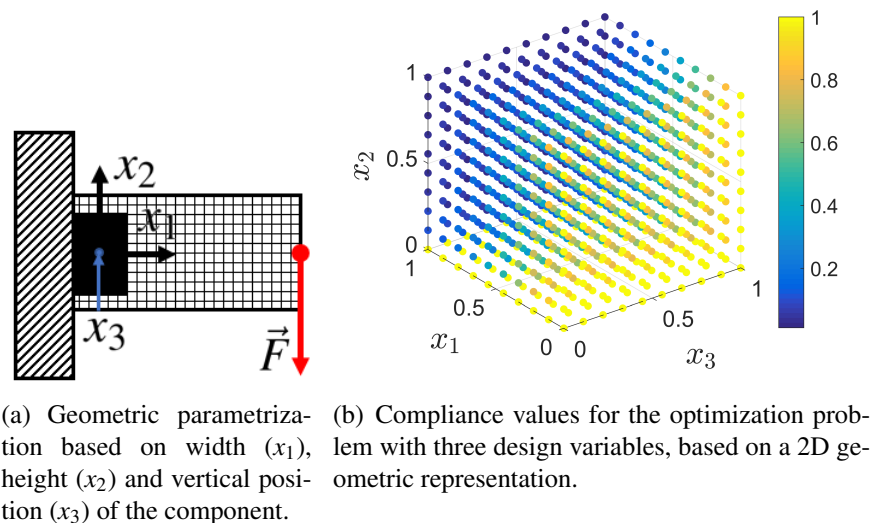 x₂
x₁
x₃
F⃗
1
0.5
0
x₂
1
0.5
0
x₁
0
0.5
1
x₃
1
0.8
0.6
0.4
0.2
(a) Geometric parametriza-
tion based on width (x₁),
height (x₂) and vertical posi-
tion (x₃) of the component.
(b) Compliance values for the optimization prob-
lem with three design variables, based on a 2D ge-
ometric representation.